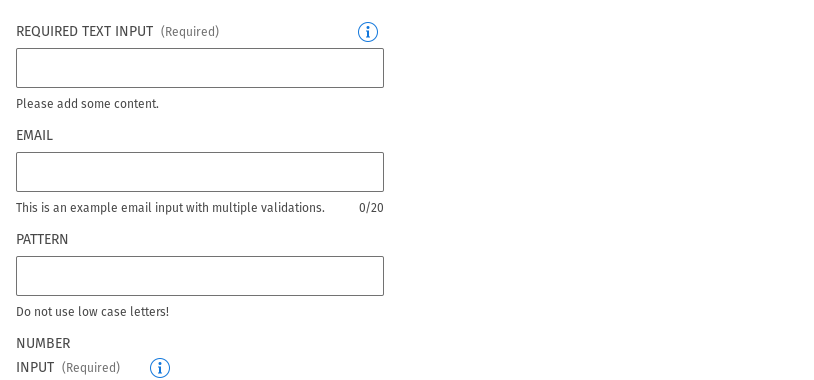 REQUIRED TEXT INPUT (Required)
Please add some content.
EMAIL
This is an example email input with multiple validations. 0/20
PATTERN
Do not use low case letters!
NUMBER
INPUT (Required)